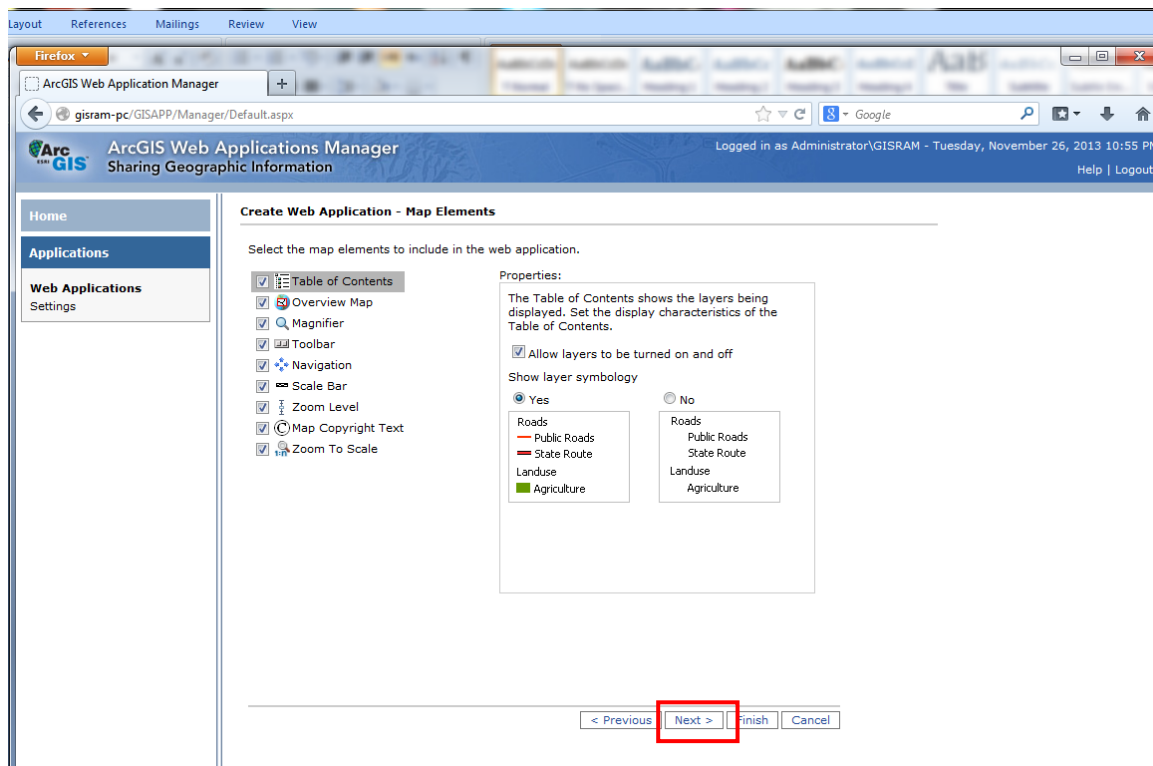 Layout References Mailings Review View
Firefox
ArcGIS Web Application Manager
gisram-pc/GISAPP/Manager/Default.aspx
Google
ArcGIS
ESRI
ArcGIS Web Applications Manager
Sharing Geographic Information
Logged in as Administrator\GISRAM - Tuesday, November 26, 2013 10:55 PM
Help | Logout
Home
Applications
Web Applications
Settings
Create Web Application - Map Elements
Select the map elements to include in the web application.
Table of Contents
Overview Map
Magnifier
Toolbar
Navigation
Scale Bar
Zoom Level
Map Copyright Text
Zoom To Scale
Properties:
The Table of Contents shows the layers being
displayed. Set the display characteristics of the
Table of Contents.
Allow layers to be turned on and off
Show layer symbology
Yes
Roads
Public Roads
State Route
Landuse
Agriculture
No
Roads
Public Roads
State Route
Landuse
Agriculture
< Previous Next > Finish Cancel